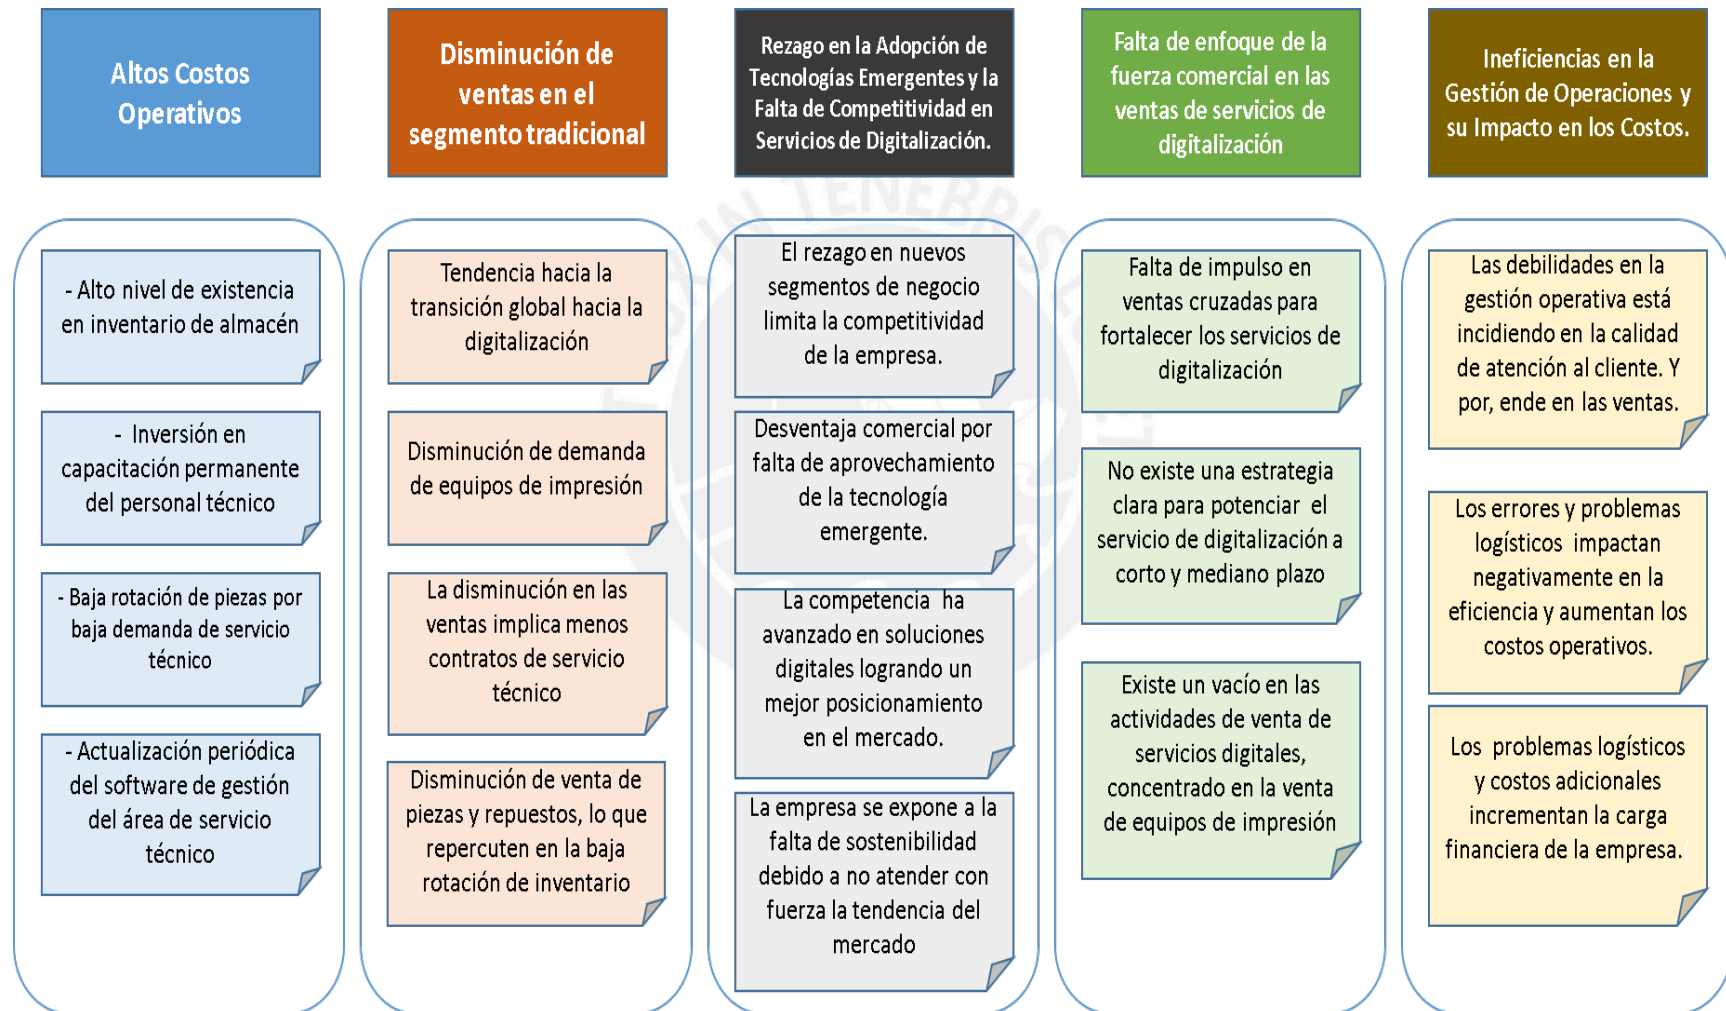 Altos Costos
Operativos
- Alto nivel de existencia
en inventario de almacén
- Inversión en
capacitación permanente
del personal técnico
- Baja rotación de piezas por
baja demanda de servicio
técnico
- Actualización periódica
del software de gestión
del área de servicio
técnico
Disminución de
ventas en el
segmento tradicional
Tendencia hacia la
transición global hacia la
digitalización
Disminución de demanda
de equipos de impresión
La disminución en las
ventas implica menos
contratos de servicio
técnico
Disminución de venta de
piezas y repuestos, lo que
repercuten en la baja
rotación de inventario
Rezago en la Adopción de
Tecnologías Emergentes y la
Falta de Competitividad en
Servicios de Digitalización.
El rezago en nuevos
segmentos de negocio
limita la competitividad
de la empresa.
Desventaja comercial por
falta de aprovechamiento
de la tecnología
emergente.
La competencia ha
avanzado en soluciones
digitales logrando un
mejor posicionamiento
en el mercado.
La empresa se expone a la
falta de sostenibilidad
debido a no atender con
fuerza la tendencia del
mercado
Falta de enfoque de la
fuerza comercial en las
ventas de servicios de
digitalización
Falta de impulso en
ventas cruzadas para
fortalecer los servicios de
digitalización
No existe una estrategia
clara para potenciar el
servicio de digitalización a
corto y mediano plazo
Existe un vacío en las
actividades de venta de
servicios digitales,
concentrado en la venta
de equipos de impresión
Ineficiencias en la
Gestión de Operaciones y
su Impacto en los Costos.
Las debilidades en la
gestión operativa está
incidiendo en la calidad
de atención al cliente. Y
por, ende en las ventas.
Los errores y problemas
logísticos impactan
negativamente en la
eficiencia y aumentan los
costos operativos.
Los problemas logísticos
y costos adicionales
incrementan la carga
financiera de la empresa.
IN TENEBRIS